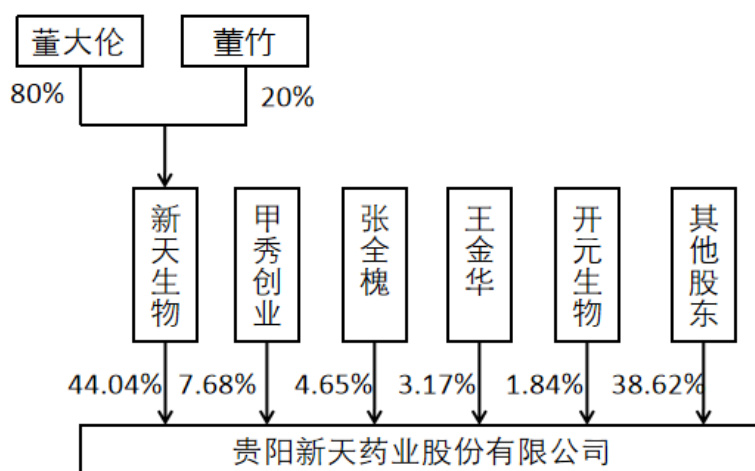 董大伦
董竹
80%
20%
新天生物
甲秀创业
张全槐
王金华
开元生物
其他股东
44.04%
7.68%
4.65%
3.17%
1.84%
38.62%
贵阳新天药业股份有限公司